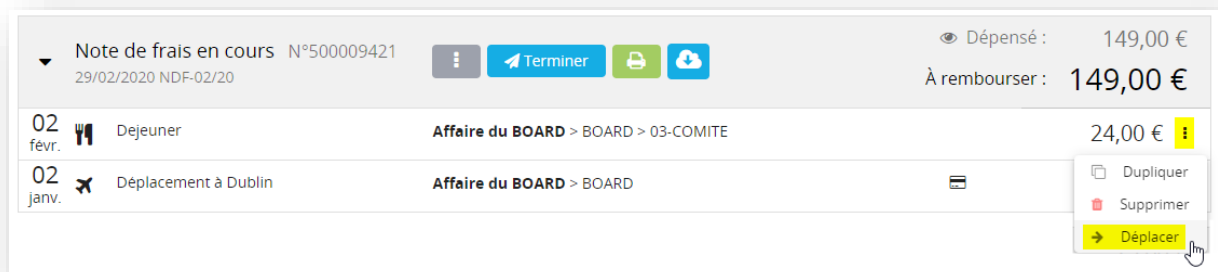 Note de frais en cours N°500009421
29/02/2020 NDF-02/20
Terminer
Dépensé : 149,00 €
À rembourser : 149,00 €
02 févr. Dejeuner Affaire du BOARD > BOARD > 03-COMITE 24,00 €
02 janv. Déplacement à Dublin Affaire du BOARD > BOARD
Dupliquer
Supprimer
Déplacer